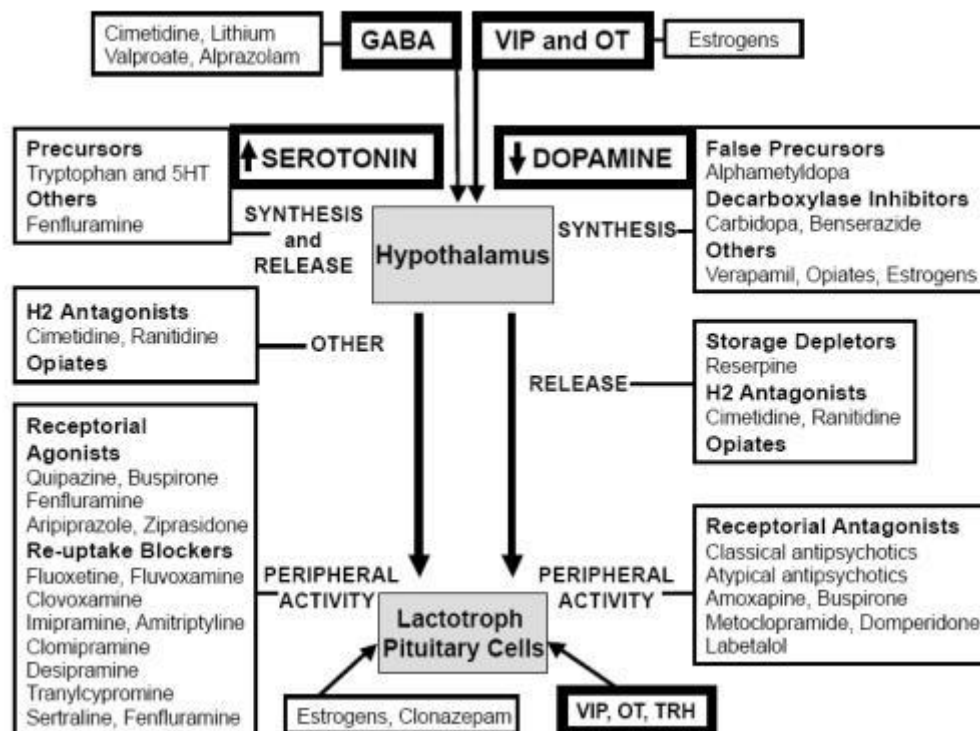 Cimetidine, Lithium
Valproate, Alprazolam
GABA
VIP and OT
Estrogens
Precursors
Tryptophan and 5HT
Others
Fenfluramine
SEROTONIN
SYNTHESIS
and
RELEASE
DOPAMINE
SYNTHESIS
False Precursors
Alphametyldopa
Decarboxylase Inhibitors
Carbidopa, Benserazide
Others
Verapamil, Opiates, Estrogens
Hypothalamus
H2 Antagonists
Cimetidine, Ranitidine
Opiates
OTHER
RELEASE
Storage Depletors
Reserpine
H2 Antagonists
Cimetidine, Ranitidine
Opiates
Receptorial
Agonists
Quipazine, Buspirone
Fenfluramine
Aripiprazole, Ziprasidone
Re-uptake Blockers
Fluoxetine, Fluvoxamine
Clovoxamine
Imipramine, Amitriptyline
Clomipramine
Desipramine
Tranylcypromine
Sertraline, Fenfluramine
PERIPHERAL
ACTIVITY
PERIPHERAL
ACTIVITY
Receptorial Antagonists
Classical antipsychotics
Atypical antipsychotics
Amoxapine, Buspirone
Metoclopramide, Domperidone
Labetalol
Lactotroph
Pituitary Cells
Estrogens, Clonazepam
VIP, OT, TRH